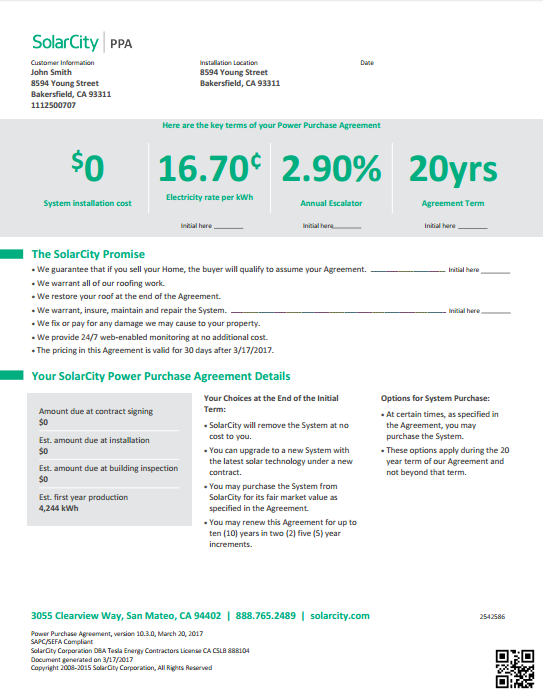 SolarCity | PPA
Customer Information
John Smith
8594 Young Street
Bakersfield, CA 93311
1112500707
Installation Location
8594 Young Street
Bakersfield, CA 93311
Date
Here are the key terms of your Power Purchase Agreement
$0
System installation cost
16.70¢
Electricity rate per kWh
Initial here ________
2.90%
Annual Escalator
Initial here________
20yrs
Agreement Term
Initial here ________
The SolarCity Promise
• We guarantee that if you sell your Home, the buyer will qualify to assume your Agreement. Initial here ________
• We warrant all of our roofing work.
• We restore your roof at the end of the Agreement.
• We warrant, insure, maintain and repair the System. Initial here ________
• We fix or pay for any damage we may cause to your property.
• We provide 24/7 web-enabled monitoring at no additional cost.
• The pricing in this Agreement is valid for 30 days after 3/17/2017.
Your SolarCity Power Purchase Agreement Details
Amount due at contract signing
$0
Est. amount due at installation
$0
Est. amount due at building inspection
$0
Est. first year production
4,244 kWh
Your Choices at the End of the Initial
Term:
• SolarCity will remove the System at no
cost to you.
• You can upgrade to a new System with
the latest solar technology under a new
contract.
• You may purchase the System from
SolarCity for its fair market value as
specified in the Agreement.
• You may renew this Agreement for up to
ten (10) years in two (2) five (5) year
increments.
Options for System Purchase:
• At certain times, as specified in
the Agreement, you may
purchase the System.
• These options apply during the 20
year term of our Agreement and
not beyond that term.
3055 Clearview Way, San Mateo, CA 94402 | 888.765.2489 | solarcity.com
2542586
Power Purchase Agreement, version 10.3.0, March 20, 2017
SAPC/SEFA Compliant
SolarCity Corporation DBA Tesla Energy Contractors License CA CSLB 888104
Document generated on 3/17/2017
Copyright 2008-2015 SolarCity Corporation, All Rights Reserved